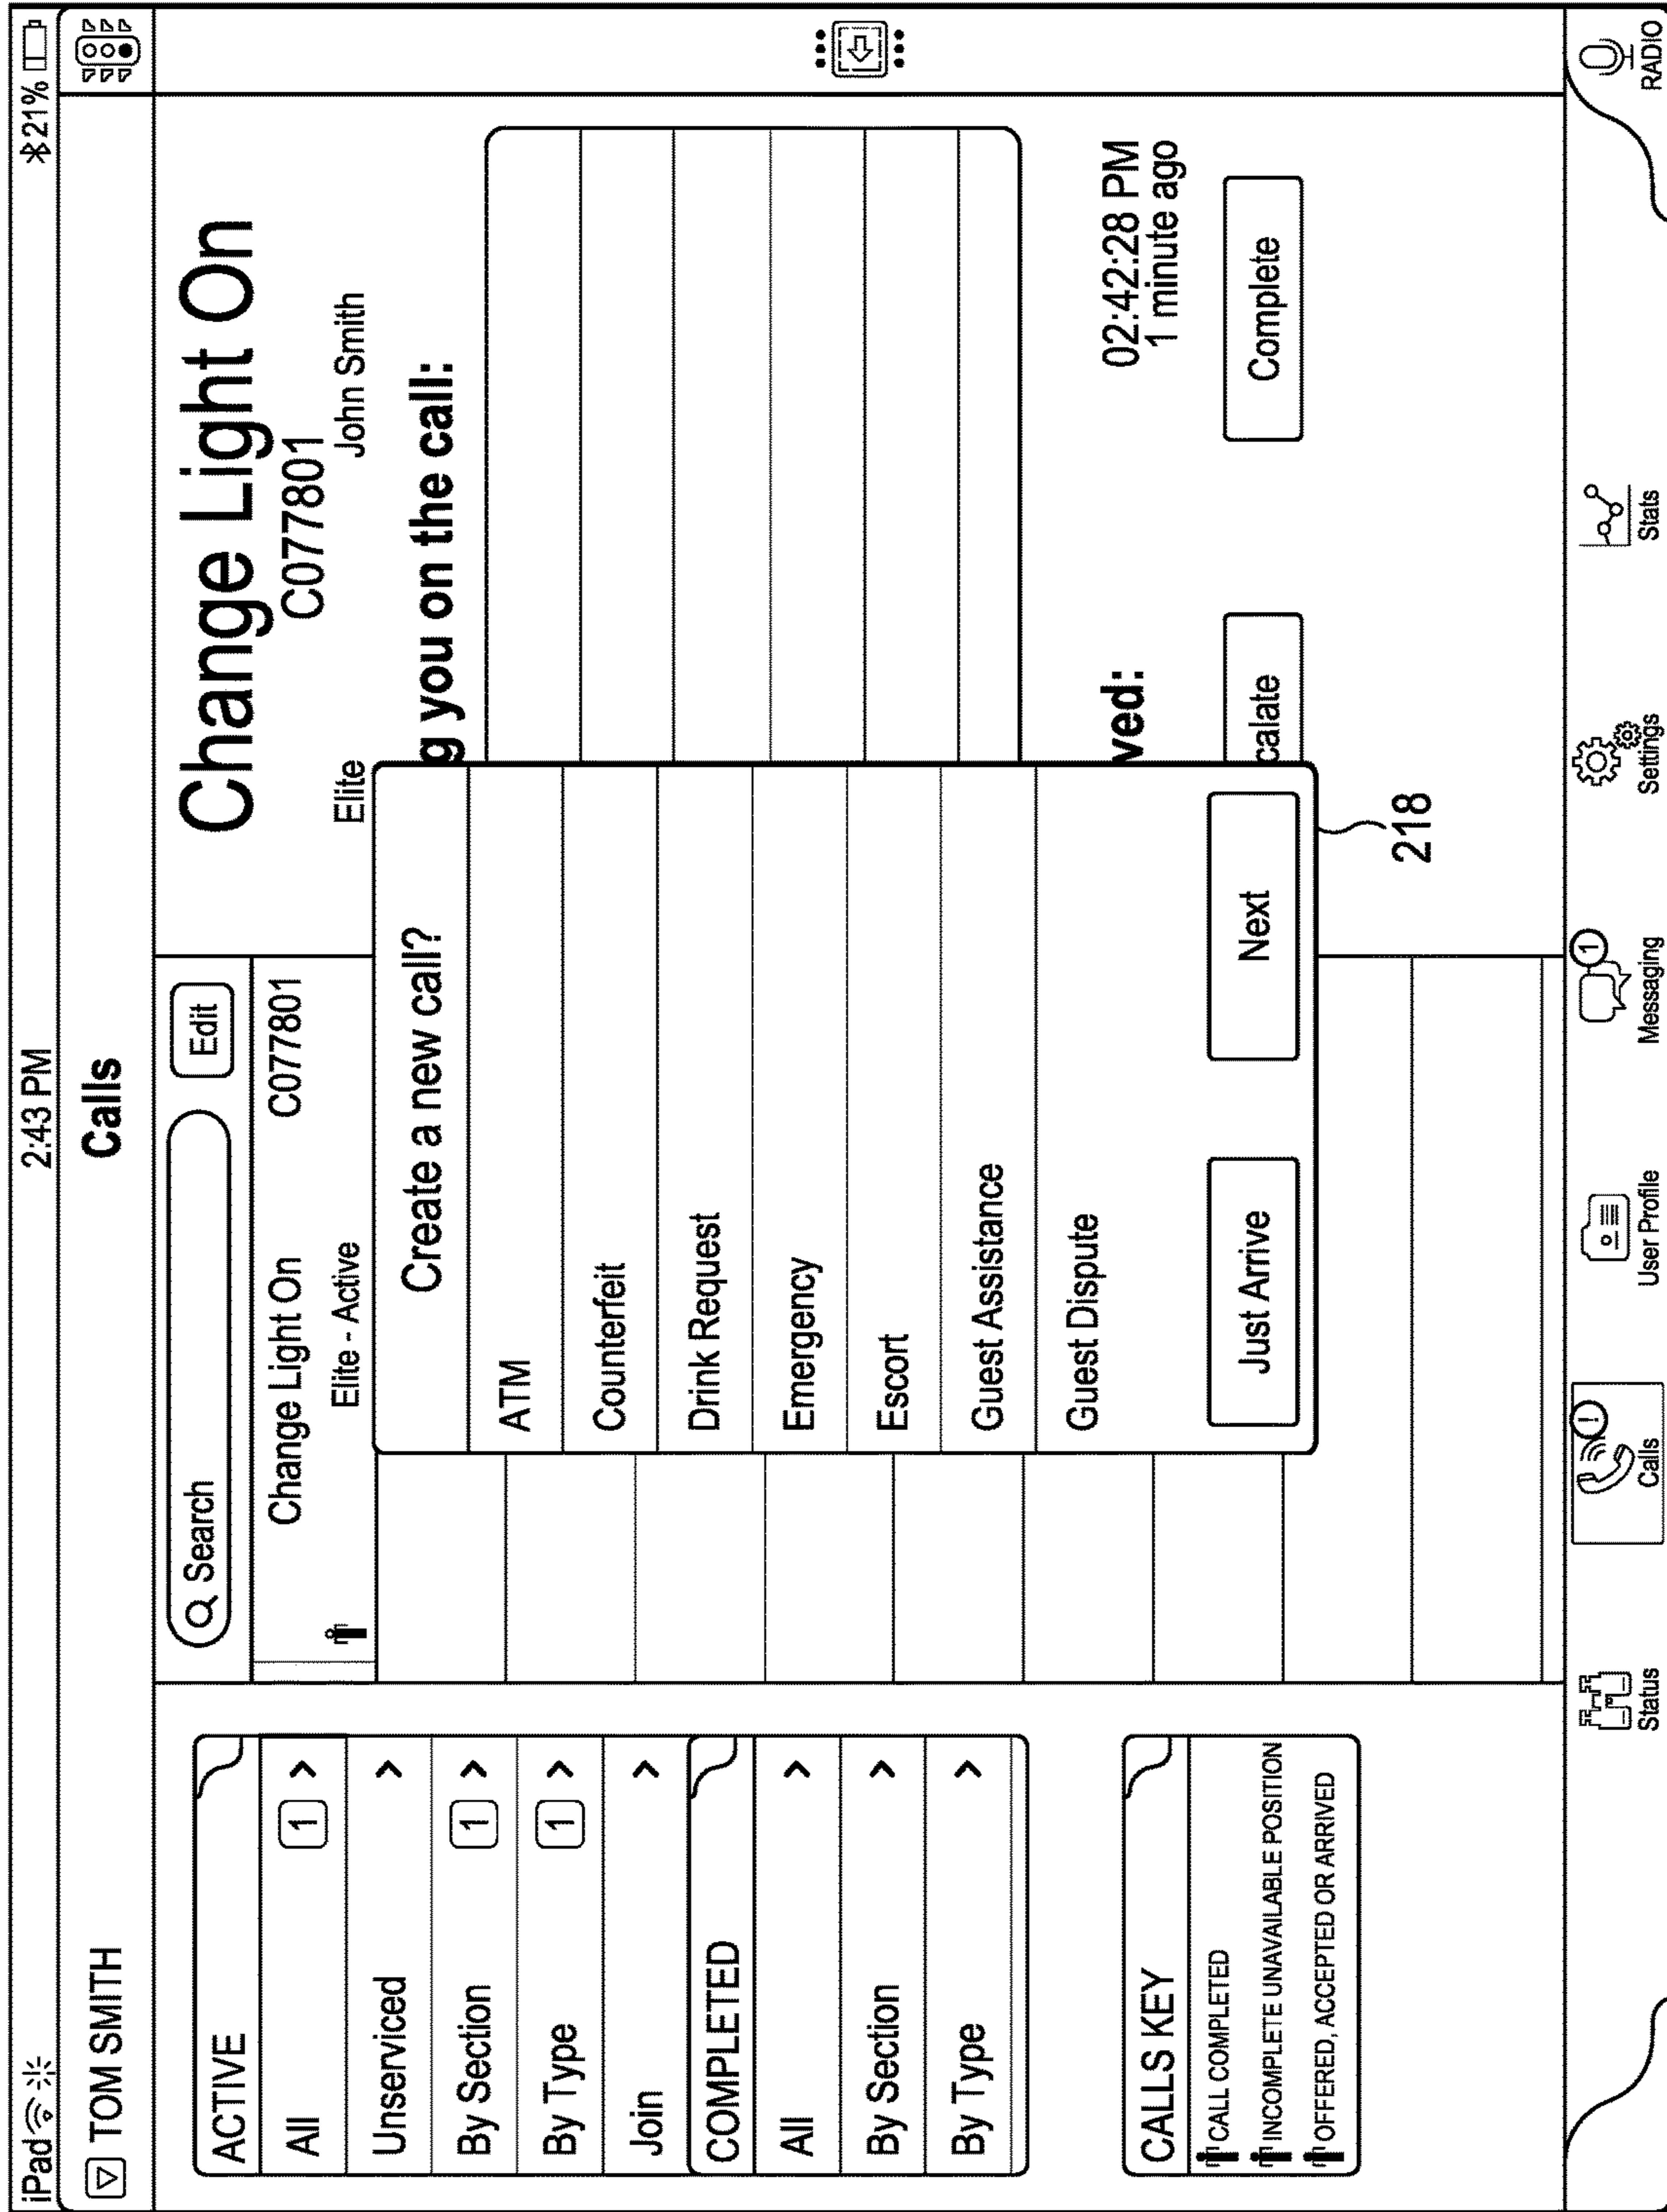 iPad 2:43 PM 21%
TOM SMITH Calls
ACTIVE
All 1 >
Unserviced >
By Section 1 >
By Type 1 >
Join >
COMPLETED
All >
By Section >
By Type >
CALLS KEY
CALL COMPLETED
INCOMPLETE UNAVAILABLE POSITION
OFFERED, ACCEPTED OR ARRIVED
Search Edit
Change Light On C077801
Elite - Active
Create a new call?
ATM
Counterfeit
Drink Request
Emergency
Escort
Guest Assistance
Guest Dispute
Just Arrive Next
218
Change Light On
C077801
Elite John Smith
g you on the call:
ved: 02:42:28 PM
1 minute ago
calate Complete
Status Calls ! User Profile Messaging 1 Settings Stats RADIO